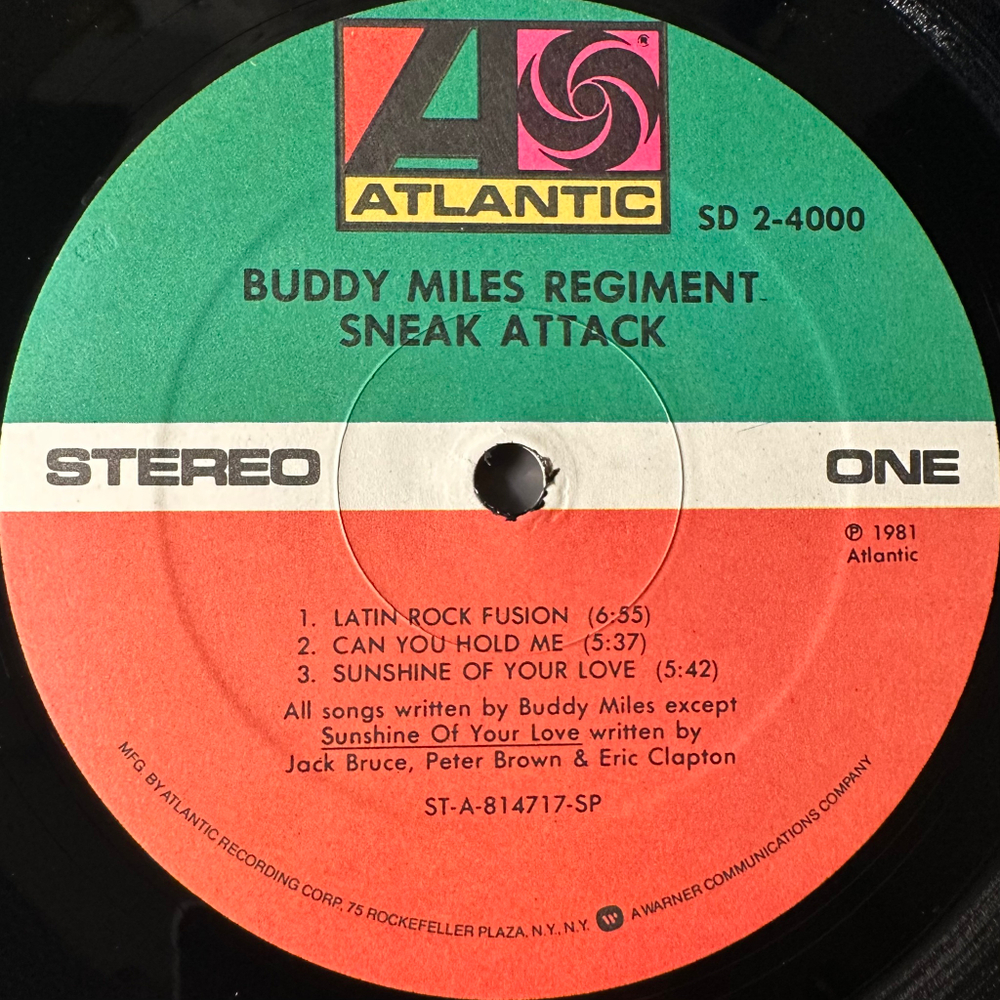 A
®
ATLANTIC
SD 2-4000
BUDDY MILES REGIMENT
SNEAK ATTACK
STEREO
ONE
℗ 1981
Atlantic
1. LATIN ROCK FUSION (6:55)
2. CAN YOU HOLD ME (5:37)
3. SUNSHINE OF YOUR LOVE (5:42)
All songs written by Buddy Miles except
Sunshine Of Your Love written by
Jack Bruce, Peter Brown & Eric Clapton
ST-A-814717-SP
MFG. BY ATLANTIC RECORDING CORP., 75 ROCKEFELLER PLAZA, N.Y., N.Y. W A WARNER COMMUNICATIONS COMPANY